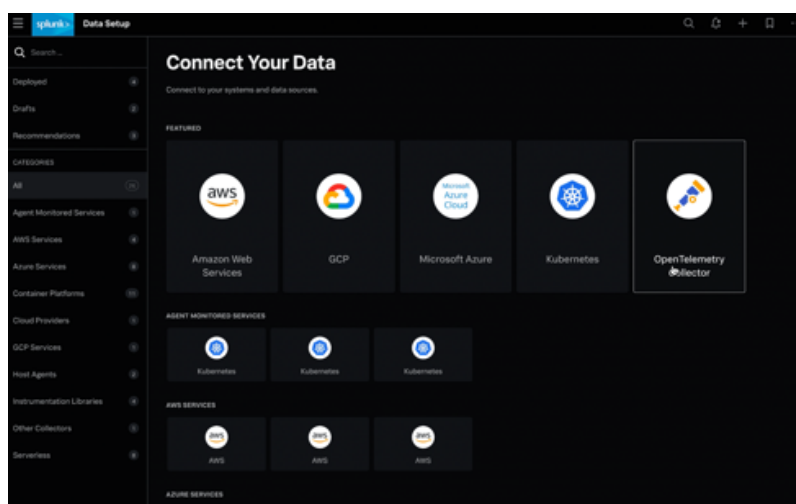 splunk> Data Setup
Search ...
Deployed
Drafts
Recommendations
CATEGORIES
All
Agent Monitored Services
AWS Services
Azure Services
Container Platforms
Cloud Providers
GCP Services
Host Agents
Instrumentation Libraries
Other Collectors
Serverless
Connect Your Data
Connect to your systems and data sources.
FEATURED
aws
Amazon Web
Services
GCP
Microsoft
Azure
Cloud
Microsoft Azure
Kubernetes
OpenTelemetry
Collector
AGENT MONITORED SERVICES
Kubernetes
Kubernetes
Kubernetes
AWS SERVICES
aws
AWS
aws
AWS
aws
AWS
AZURE SERVICES